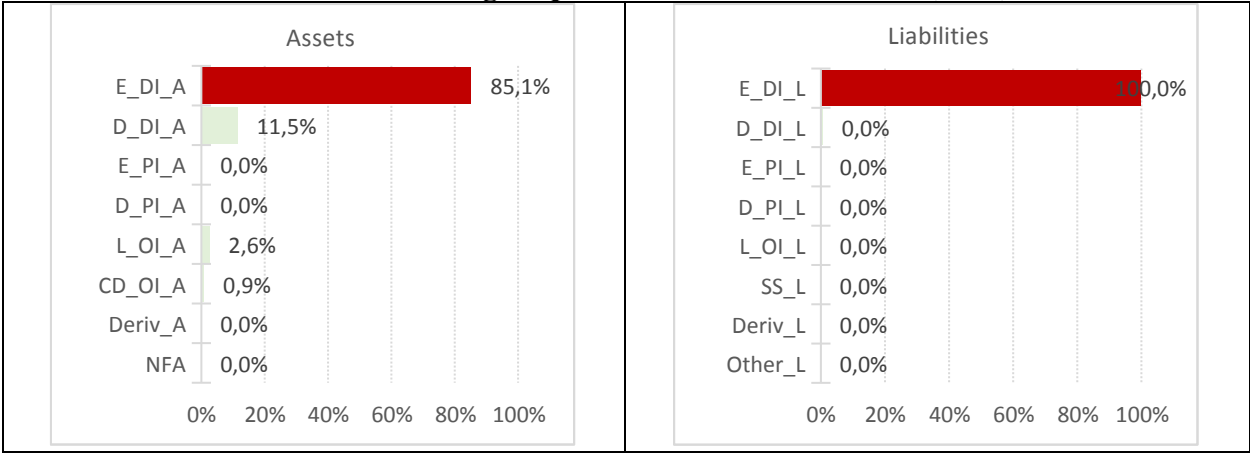 Assets
E_DI_A 85,1%
D_DI_A 11,5%
E_PI_A 0,0%
D_PI_A 0,0%
L_OI_A 2,6%
CD_OI_A 0,9%
Deriv_A 0,0%
NFA 0,0%
0% 20% 40% 60% 80% 100%
Liabilities
E_DI_L 100,0%
D_DI_L 0,0%
E_PI_L 0,0%
D_PI_L 0,0%
L_OI_L 0,0%
SS_L 0,0%
Deriv_L 0,0%
Other_L 0,0%
0% 20% 40% 60% 80% 100%